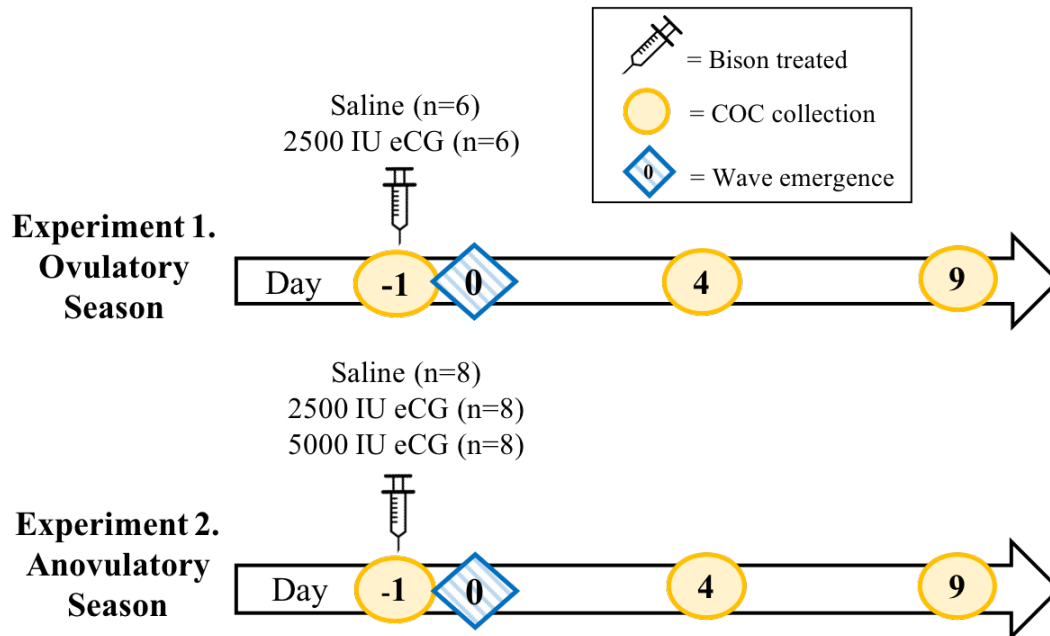 = Bison treated
= COC collection
0 = Wave emergence
Saline (n=6)
2500 IU eCG (n=6)
Experiment 1.
Ovulatory
Season
Day -1 0 4 9
Saline (n=8)
2500 IU eCG (n=8)
5000 IU eCG (n=8)
Experiment 2.
Anovulatory
Season
Day -1 0 4 9